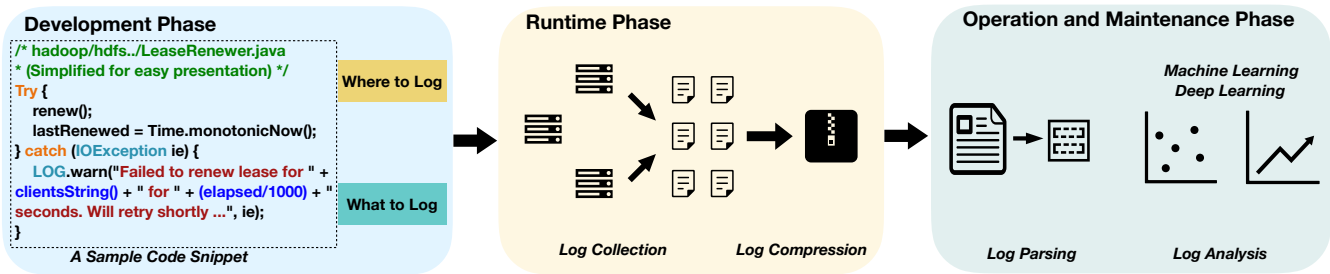 Development Phase
/* hadoop/hdfs../LeaseRenewer.java
* (Simplified for easy presentation) */
Try {
renew();
lastRenewed = Time.monotonicNow();
} catch (IOException ie) {
LOG.warn("Failed to renew lease for " +
clientsString() + " for " + (elapsed/1000) + "
seconds. Will retry shortly ...", ie);
}
A Sample Code Snippet
Where to Log
What to Log
Runtime Phase
Log Collection
Log Compression
Operation and Maintenance Phase
Machine Learning
Deep Learning
Log Parsing
Log Analysis